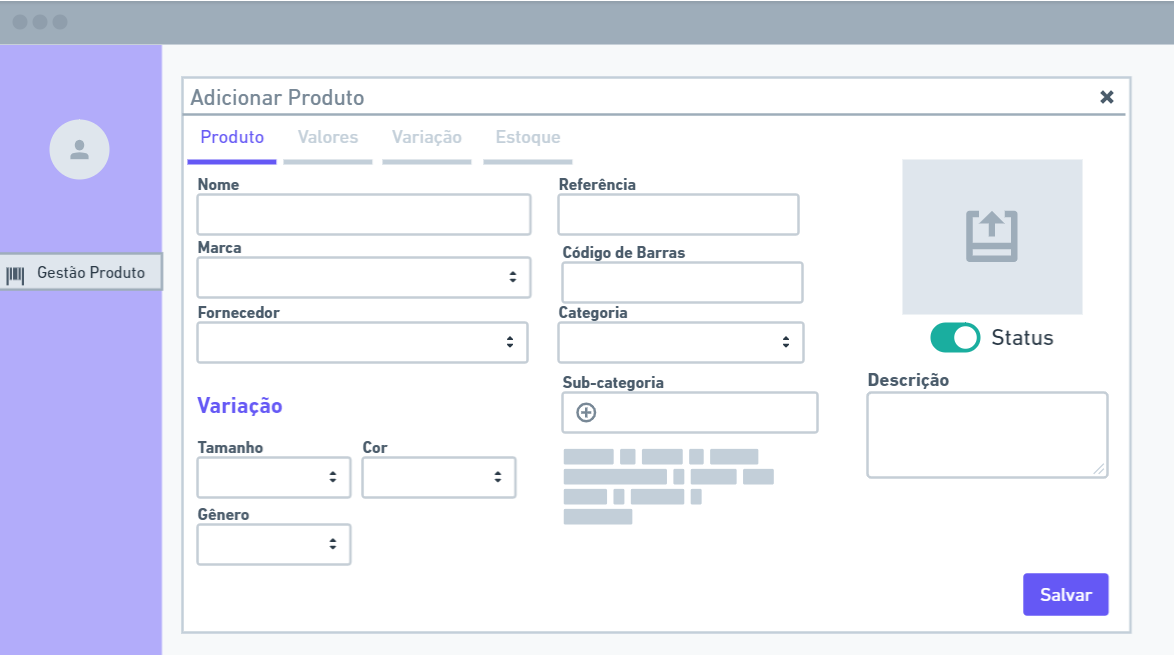 Adicionar Produto
Produto Valores Variação Estoque
Nome
Referência
Marca
Código de Barras
Gestão Produto
Fornecedor
Categoria
Status
Sub-categoria
Descrição
Variação
Tamanho
Cor
Gênero
Salvar